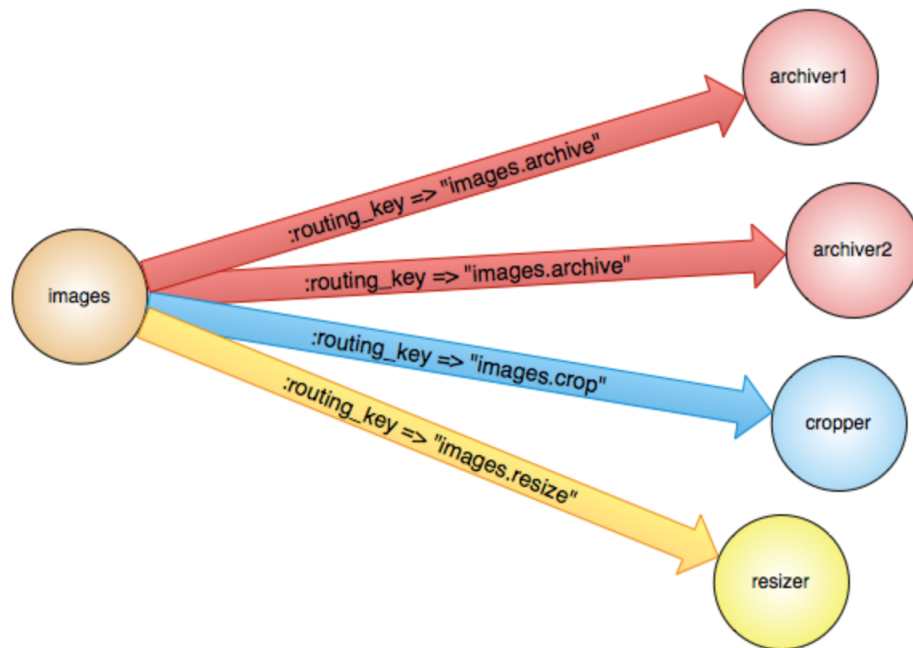 archiver1
:routing_key => "images.archive"
archiver2
:routing_key => "images.archive"
images
:routing_key => "images.crop"
cropper
:routing_key => "images.resize"
resizer